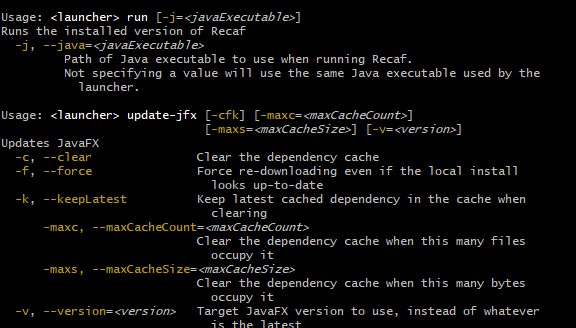 Usage: <launcher> run [-j=<javaExecutable>]
Runs the installed version of Recaf
-j, --java=<javaExecutable>
Path of Java executable to use when running Recaf.
Not specifying a value will use the same Java executable used by the
launcher.
Usage: <launcher> update-jfx [-cfk] [-maxc=<maxCacheCount>]
[-maxs=<maxCacheSize>] [-v=<version>]
Updates JavaFX
-c, --clear Clear the dependency cache
-f, --force Force re-downloading even if the local install
looks up-to-date
-k, --keepLatest Keep latest cached dependency in the cache when
clearing
-maxc, --maxCacheCount=<maxCacheCount>
Clear the dependency cache when this many files
occupy it
-maxs, --maxCacheSize=<maxCacheSize>
Clear the dependency cache when this many bytes
occupy it
-v, --version=<version> Target JavaFX version to use, instead of whatever
is the latest